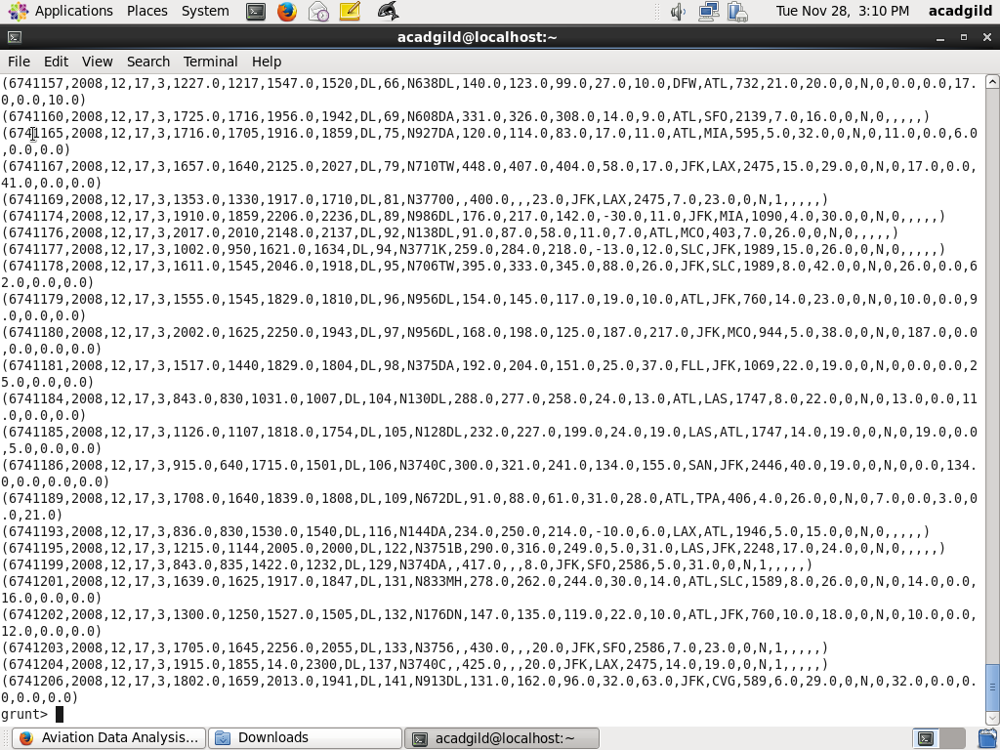 Applications Places System Tue Nov 28, 3:10 PM acadgild
acadgild@localhost:~
File Edit View Search Terminal Help
(6741157,2008,12,17,3,1227.0,1217,1547.0,1520,DL,66,N638DL,140.0,123.0,99.0,27.0,10.0,DFW,ATL,732,21.0,20.0,0,N,0,0.0,0.0,17.
0,0.0,10.0)
(6741160,2008,12,17,3,1725.0,1716,1956.0,1942,DL,69,N608DA,331.0,326.0,308.0,14.0,9.0,ATL,SFO,2139,7.0,16.0,0,N,0,,,,,)
(6741165,2008,12,17,3,1716.0,1705,1916.0,1859,DL,75,N927DA,120.0,114.0,83.0,17.0,11.0,ATL,MIA,595,5.0,32.0,0,N,0,11.0,0.0,6.0
,0.0,0.0)
(6741167,2008,12,17,3,1657.0,1640,2125.0,2027,DL,79,N710TW,448.0,407.0,404.0,58.0,17.0,JFK,LAX,2475,15.0,29.0,0,N,0,17.0,0.0,
41.0,0.0,0.0)
(6741169,2008,12,17,3,1353.0,1330,1917.0,1710,DL,81,N37700,,400.0,,,23.0,JFK,LAX,2475,7.0,23.0,0,N,1,,,,,)
(6741174,2008,12,17,3,1910.0,1859,2206.0,2236,DL,89,N986DL,176.0,217.0,142.0,-30.0,11.0,JFK,MIA,1090,4.0,30.0,0,N,0,,,,,)
(6741176,2008,12,17,3,2017.0,2010,2148.0,2137,DL,92,N138DL,91.0,87.0,58.0,11.0,7.0,ATL,MCO,403,7.0,26.0,0,N,0,,,,,)
(6741177,2008,12,17,3,1002.0,950,1621.0,1634,DL,94,N3771K,259.0,284.0,218.0,-13.0,12.0,SLC,JFK,1989,15.0,26.0,0,N,0,,,,,)
(6741178,2008,12,17,3,1611.0,1545,2046.0,1918,DL,95,N706TW,395.0,333.0,345.0,88.0,26.0,JFK,SLC,1989,8.0,42.0,0,N,0,26.0,0.0,6
2.0,0.0,0.0)
(6741179,2008,12,17,3,1555.0,1545,1829.0,1810,DL,96,N956DL,154.0,145.0,117.0,19.0,10.0,ATL,JFK,760,14.0,23.0,0,N,0,10.0,0.0,9
.0,0.0,0.0)
(6741180,2008,12,17,3,2002.0,1625,2250.0,1943,DL,97,N956DL,168.0,198.0,125.0,187.0,217.0,JFK,MCO,944,5.0,38.0,0,N,0,187.0,0.0
,0.0,0.0,0.0)
(6741181,2008,12,17,3,1517.0,1440,1829.0,1804,DL,98,N375DA,192.0,204.0,151.0,25.0,37.0,FLL,JFK,1069,22.0,19.0,0,N,0,0.0,0.0,2
5.0,0.0,0.0)
(6741184,2008,12,17,3,843.0,830,1031.0,1007,DL,104,N130DL,288.0,277.0,258.0,24.0,13.0,ATL,LAS,1747,8.0,22.0,0,N,0,13.0,0.0,11
.0,0.0,0.0)
(6741185,2008,12,17,3,1126.0,1107,1818.0,1754,DL,105,N128DL,232.0,227.0,199.0,24.0,19.0,LAS,ATL,1747,14.0,19.0,0,N,0,19.0,0.0
,5.0,0.0,0.0)
(6741186,2008,12,17,3,915.0,640,1715.0,1501,DL,106,N3740C,300.0,321.0,241.0,134.0,155.0,SAN,JFK,2446,40.0,19.0,0,N,0,0.0,134.
0,0.0,0.0,0.0)
(6741189,2008,12,17,3,1708.0,1640,1839.0,1808,DL,109,N672DL,91.0,88.0,61.0,31.0,28.0,ATL,TPA,406,4.0,26.0,0,N,0,7.0,0.0,3.0,0
.0,21.0)
(6741193,2008,12,17,3,836.0,830,1530.0,1540,DL,116,N144DA,234.0,250.0,214.0,-10.0,6.0,LAX,ATL,1946,5.0,15.0,0,N,0,,,,,)
(6741195,2008,12,17,3,1215.0,1144,2005.0,2000,DL,122,N3751B,290.0,316.0,249.0,5.0,31.0,LAS,JFK,2248,17.0,24.0,0,N,0,,,,,)
(6741199,2008,12,17,3,843.0,835,1422.0,1232,DL,129,N374DA,,417.0,,,8.0,JFK,SFO,2586,5.0,31.0,0,N,1,,,,,)
(6741201,2008,12,17,3,1639.0,1625,1917.0,1847,DL,131,N833MH,278.0,262.0,244.0,30.0,14.0,ATL,SLC,1589,8.0,26.0,0,N,0,14.0,0.0,
16.0,0.0,0.0)
(6741202,2008,12,17,3,1300.0,1250,1527.0,1505,DL,132,N176DN,147.0,135.0,119.0,22.0,10.0,ATL,JFK,760,10.0,18.0,0,N,0,10.0,0.0,
12.0,0.0,0.0)
(6741203,2008,12,17,3,1705.0,1645,2256.0,2055,DL,133,N3756,,430.0,,,20.0,JFK,SFO,2586,7.0,23.0,0,N,1,,,,,)
(6741204,2008,12,17,3,1915.0,1855,14.0,2300,DL,137,N3740C,,425.0,,,20.0,JFK,LAX,2475,14.0,19.0,0,N,1,,,,,)
(6741206,2008,12,17,3,1802.0,1659,2013.0,1941,DL,141,N913DL,131.0,162.0,96.0,32.0,63.0,JFK,CVG,589,6.0,29.0,0,N,0,32.0,0.0,0.
0,0.0,0.0)
grunt>
Aviation Data Analysis... Downloads acadgild@localhost:~